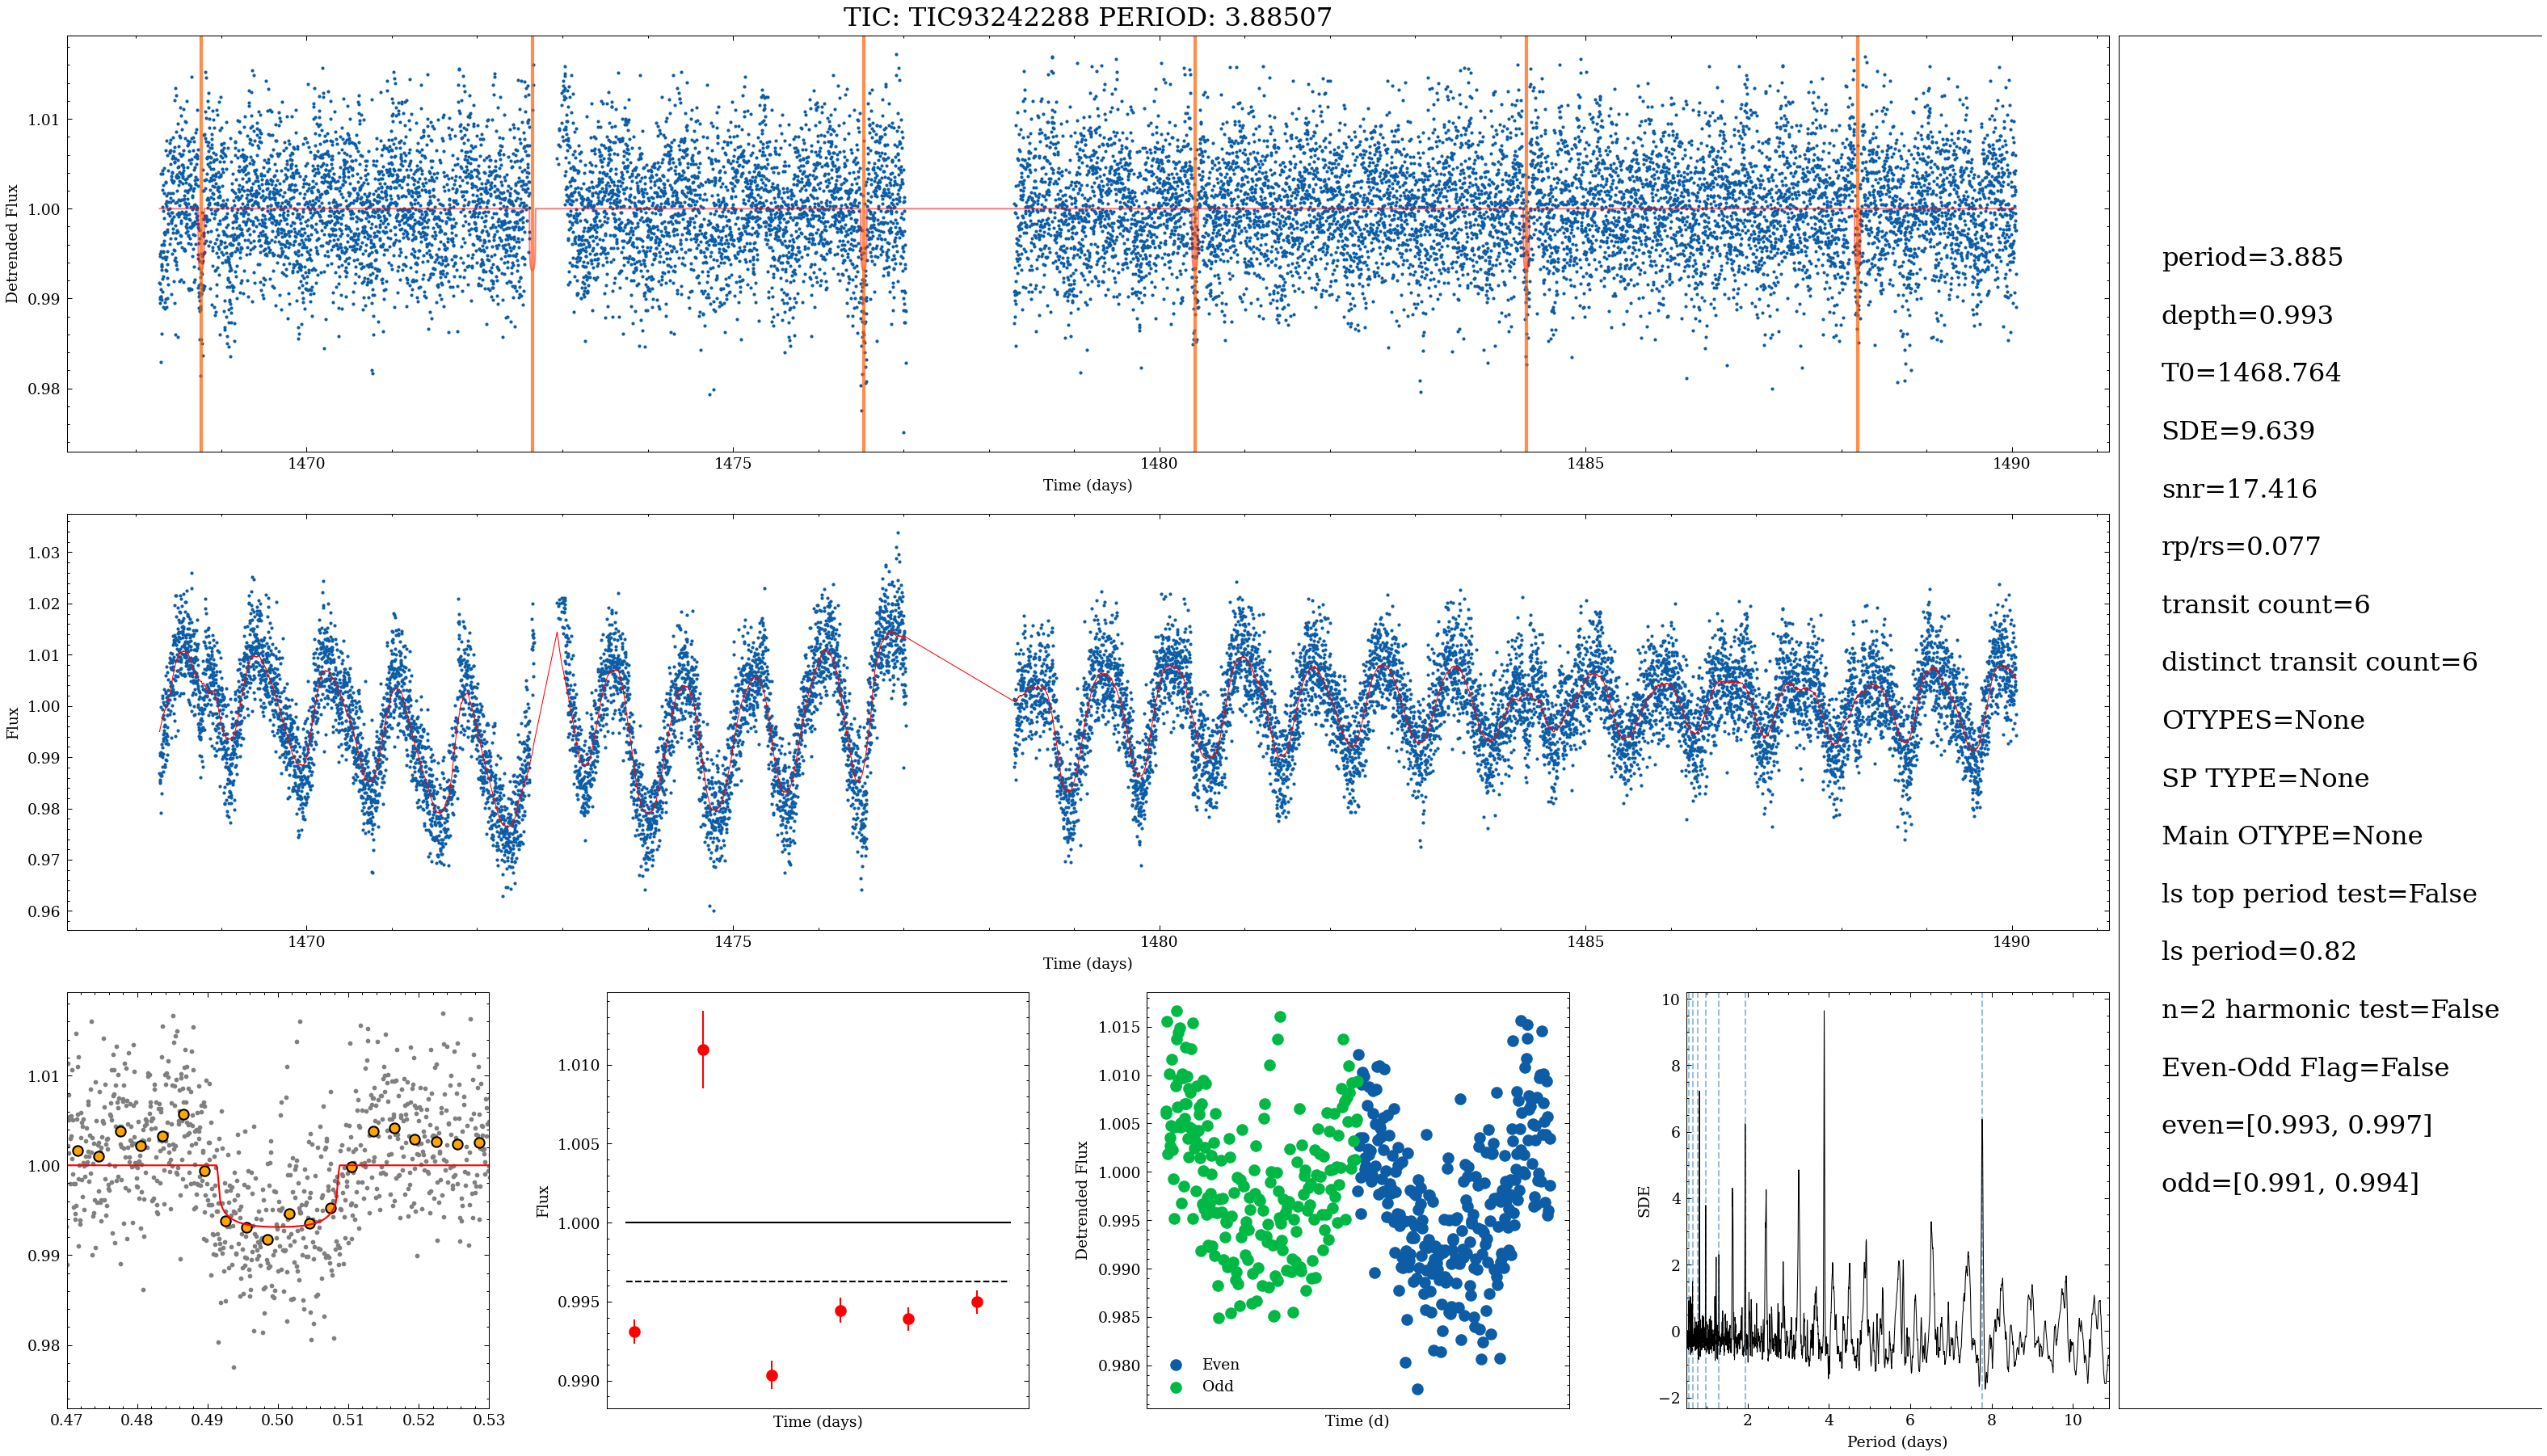 TIC: TIC93242288 PERIOD: 3.88507
Detrended Flux
1.01
1.00
0.99
0.98
1470
1475
1480
1485
1490
Time (days)
Flux
1.03
1.02
1.01
1.00
0.99
0.98
0.97
0.96
1470
1475
1480
1485
1490
Time (days)
1.01
1.00
0.99
0.98
0.47
0.48
0.49
0.50
0.51
0.52
0.53
Flux
1.010
1.005
1.000
0.995
0.990
Time (days)
Detrended Flux
1.015
1.010
1.005
1.000
0.995
0.990
0.985
0.980
Even
Odd
Time (d)
SDE
10
8
6
4
2
0
−2
2
4
6
8
10
Period (days)
period=3.885
depth=0.993
T0=1468.764
SDE=9.639
snr=17.416
rp/rs=0.077
transit count=6
distinct transit count=6
OTYPES=None
SP TYPE=None
Main OTYPE=None
ls top period test=False
ls period=0.82
n=2 harmonic test=False
Even-Odd Flag=False
even=[0.993, 0.997]
odd=[0.991, 0.994]